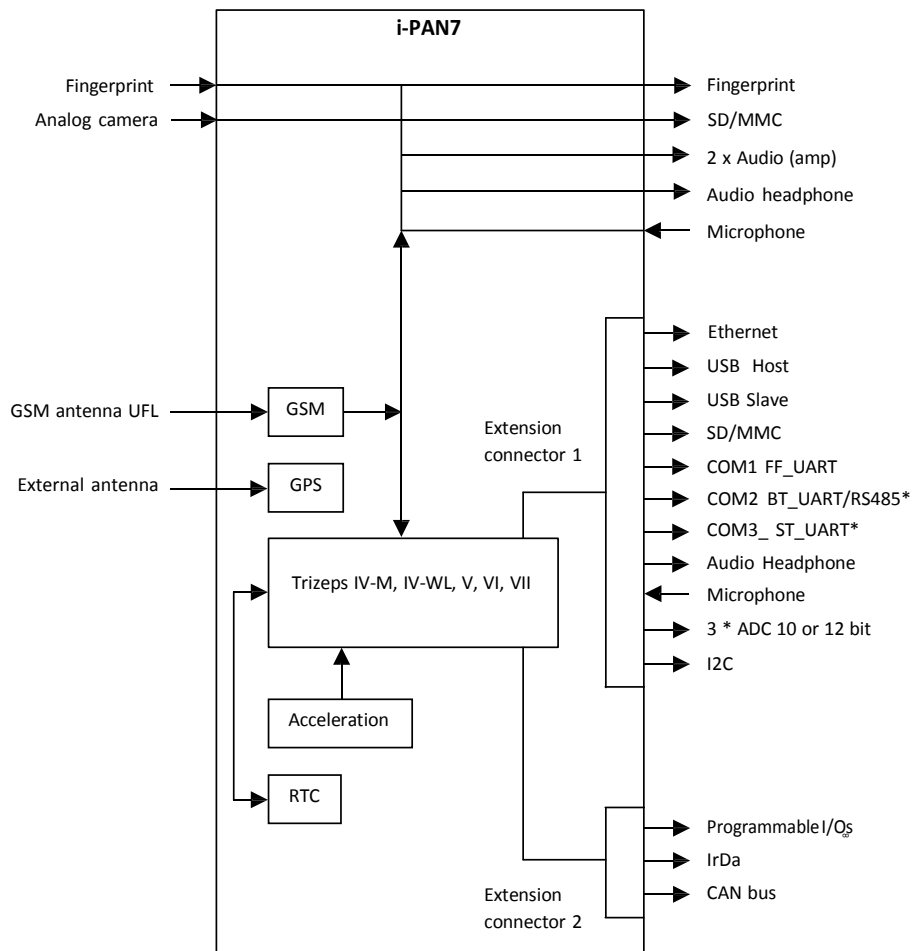 i-PAN7
Fingerprint
Analog camera
Fingerprint
SD/MMC
2 x Audio (amp)
Audio headphone
Microphone
GSM antenna UFL
GSM
External antenna
GPS
Extension
connector 1
Ethernet
USB Host
USB Slave
SD/MMC
COM1 FF_UART
COM2 BT_UART/RS485*
COM3_ ST_UART*
Audio Headphone
Microphone
3 * ADC 10 or 12 bit
I2C
Trizeps IV-M, IV-WL, V, VI, VII
Acceleration
RTC
Extension
connector 2
Programmable I/Os
IrDa
CAN bus